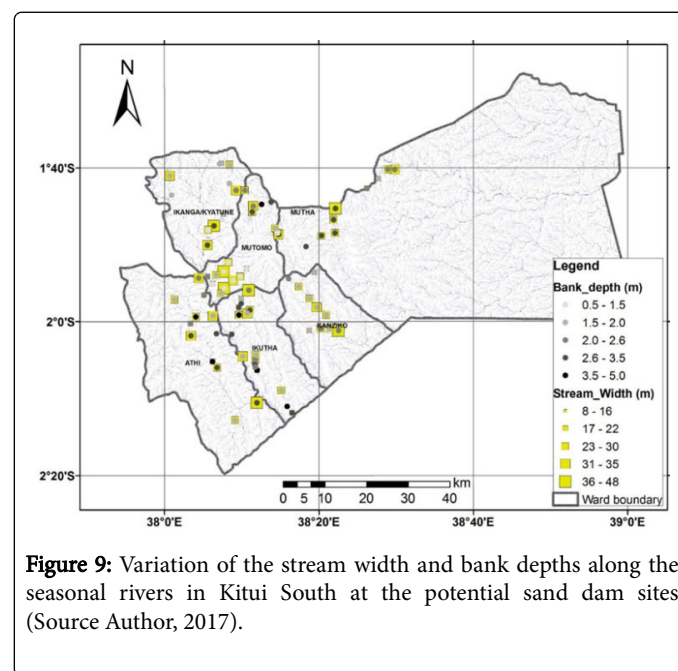 N
1°40'S
2°0'S
2°20'S
IKANGA/KYATUNE
MUTOMO
MUTHA
KANZIKO
IKUTHA
ATHI
Legend
Bank_depth (m)
0.5 - 1.5
1.5 - 2.0
2.0 - 2.6
2.6 - 3.5
3.5 - 5.0
Stream_Width (m)
8 - 16
17 - 22
23 - 30
31 - 35
36 - 48
Ward boundary
km
0 5 10 20 30 40
38°0'E 38°20'E 38°40'E 39°0'E
Figure 9: Variation of the stream width and bank depths along the
seasonal rivers in Kitui South at the potential sand dam sites
(Source Author, 2017).